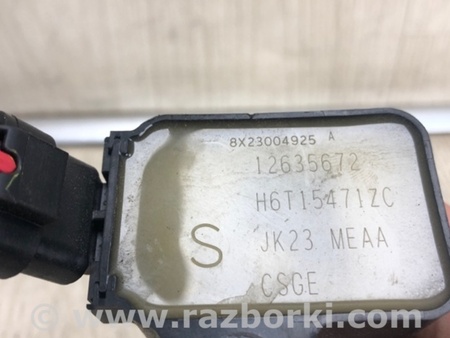 8X23004925 A
12635672
H6T15471ZC
S JK23 MEAA
CSGE
www.razborki.com